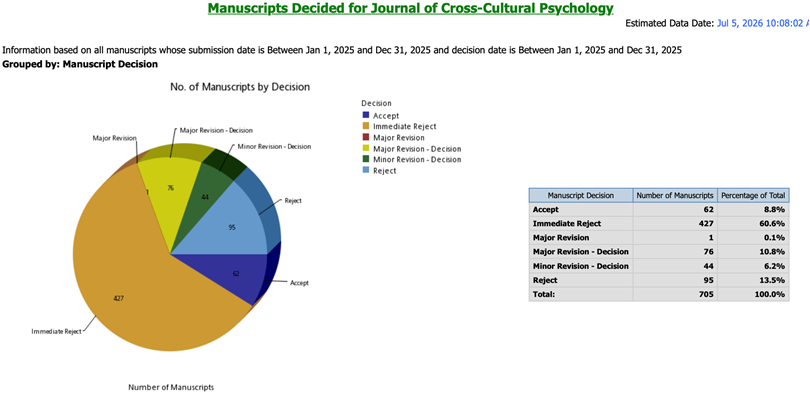 Manuscripts Decided for Journal of Cross-Cultural Psychology
Estimated Data Date: Jul 5, 2026 10:08:02
Information based on all manuscripts whose submission date is Between Jan 1, 2025 and Dec 31, 2025 and decision date is Between Jan 1, 2025 and Dec 31, 2025
Grouped by: Manuscript Decision
No. of Manuscripts by Decision
Decision
Accept
Immediate Reject
Major Revision
Major Revision - Decision
Minor Revision - Decision
Reject
Major Revision
Major Revision - Decision
Minor Revision - Decision
Reject
Accept
Immediate Reject
1
76
44
95
62
427
Number of Manuscripts
Manuscript Decision Number of Manuscripts Percentage of Total
Accept 62 8.8%
Immediate Reject 427 60.6%
Major Revision 1 0.1%
Major Revision - Decision 76 10.8%
Minor Revision - Decision 44 6.2%
Reject 95 13.5%
Total: 705 100.0%